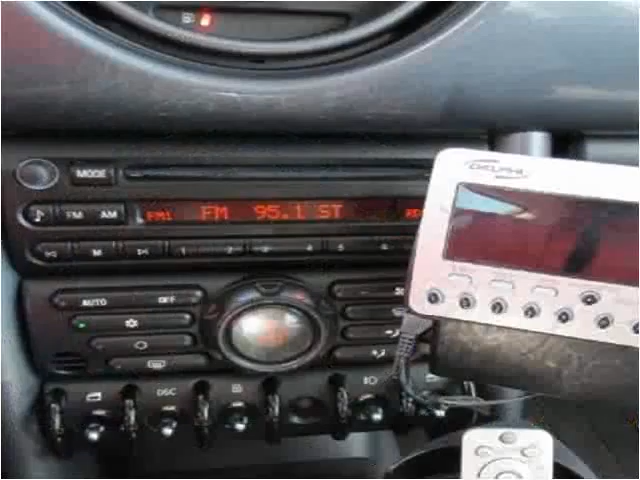 MODE
FM AM FM1 FM 95.1 ST
M 1 2 3 4 5 6
AUTO OFF
DSC
DELPHI